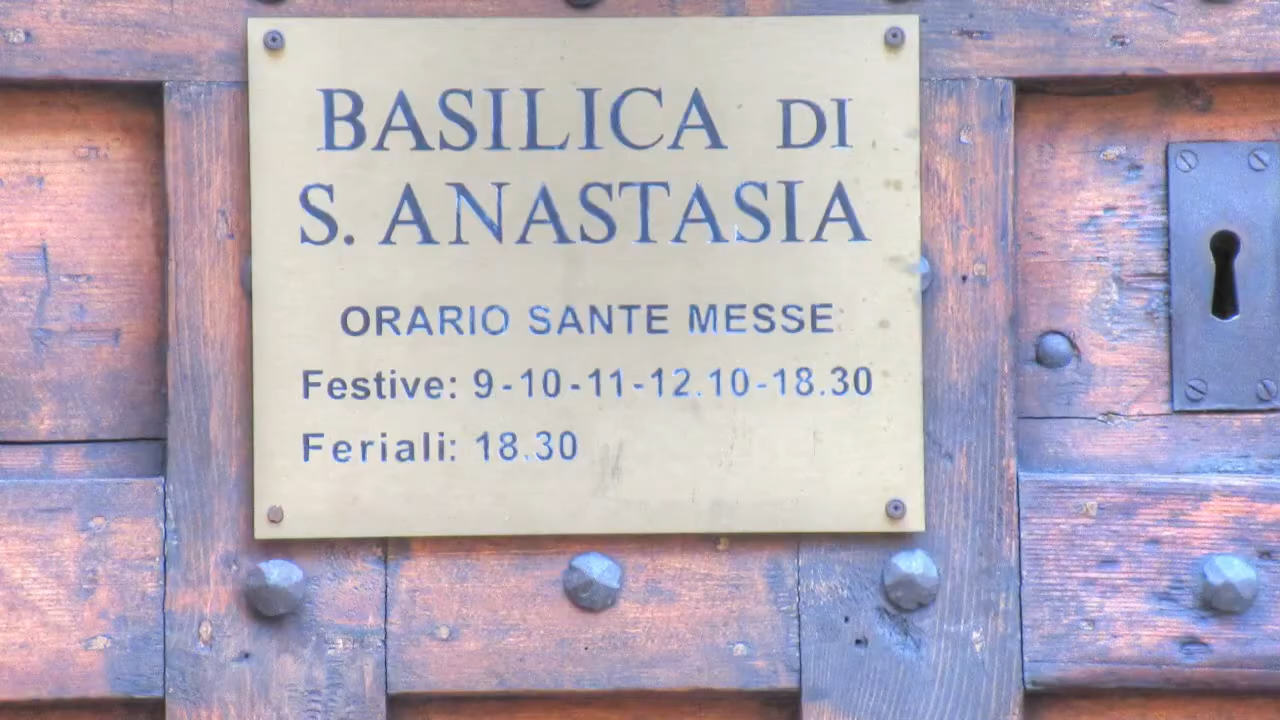 BASILICA DI
S. ANASTASIA
ORARIO SANTE MESSE
Festive: 9-10-11-12.10-18.30
Feriali: 18.30